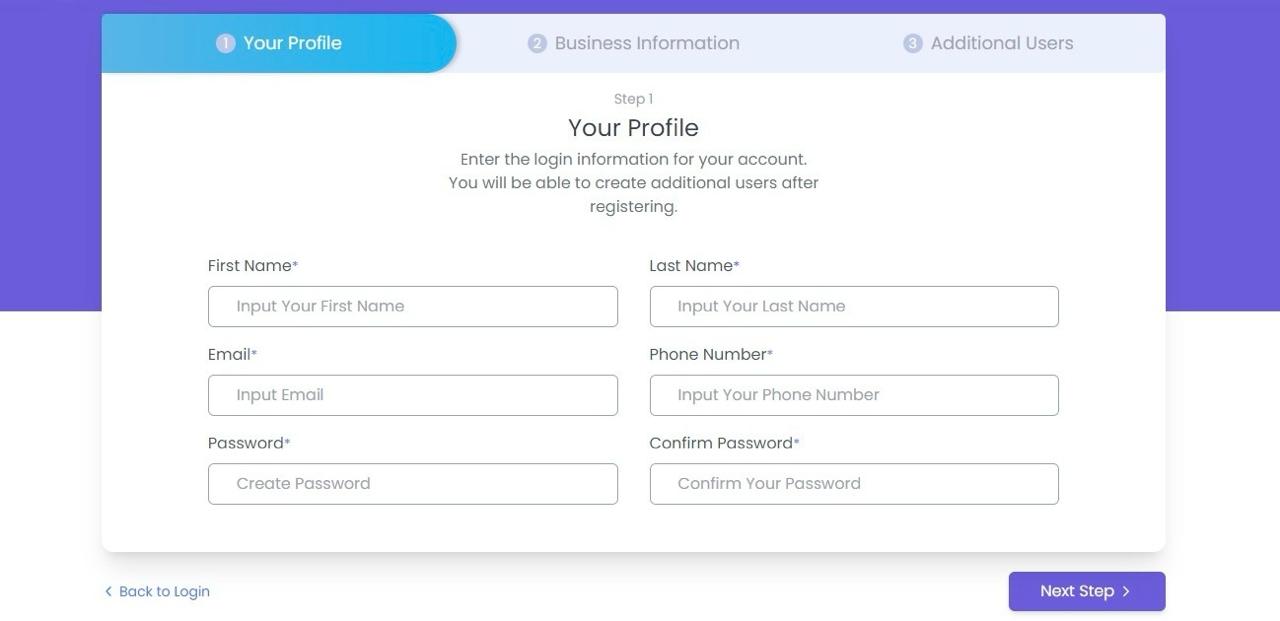 1 Your Profile
2 Business Information
3 Additional Users
Step 1
Your Profile
Enter the login information for your account.
You will be able to create additional users after
registering.
First Name*
Last Name*
Input Your First Name
Input Your Last Name
Email*
Phone Number*
Input Email
Input Your Phone Number
Password*
Confirm Password*
Create Password
Confirm Your Password
Back to Login
Next Step